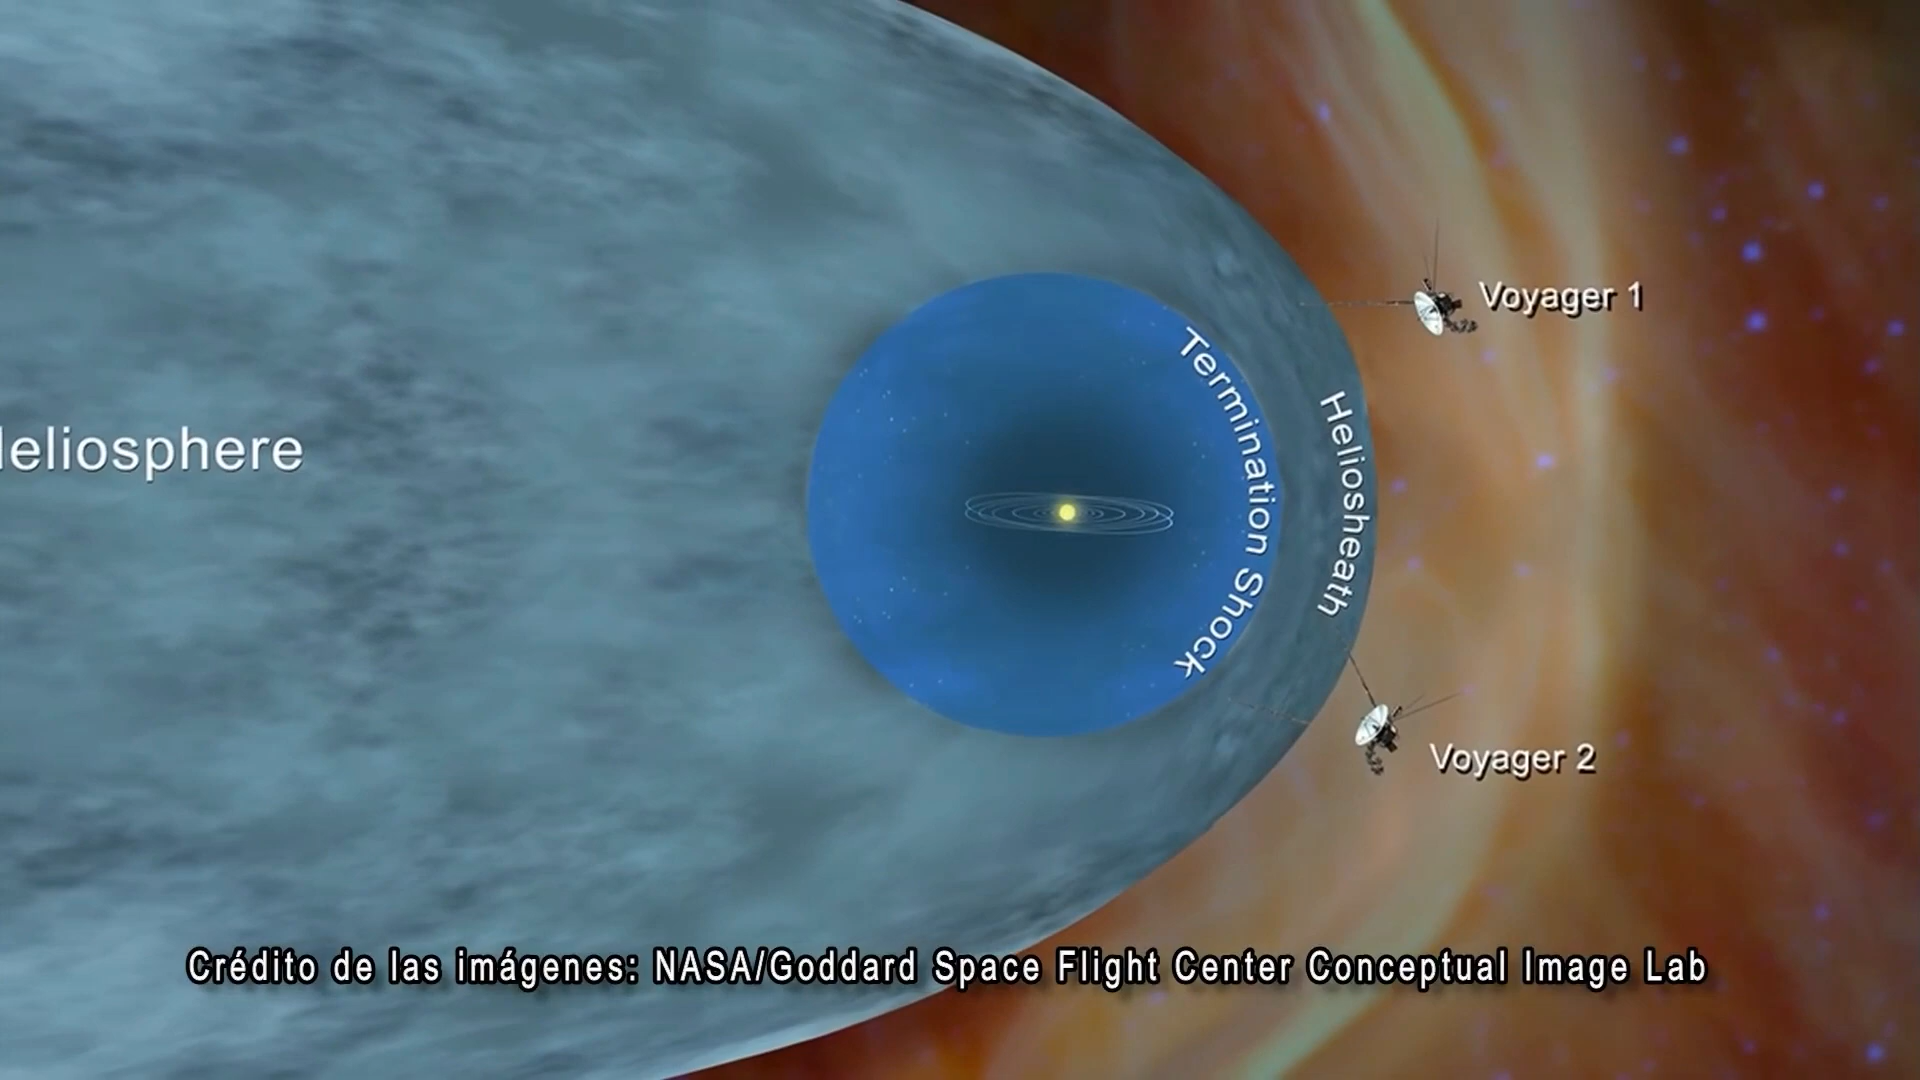 Voyager 1
Termination Shock
Heliosheath
eliosphere
Voyager 2
Crédito de las imágenes: NASA/Goddard Space Flight Center Conceptual Image Lab